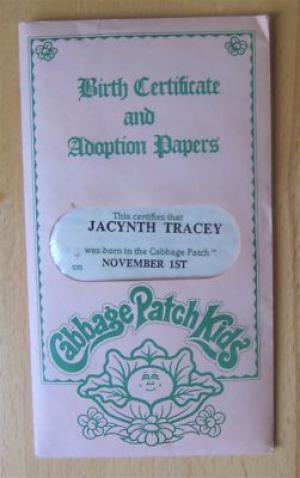 Birth Certificate
and
Adoption Papers
This certifies that
JACYNTH TRACEY
was born in the Cabbage Patch™
on NOVEMBER 1ST
Cabbage Patch Kids